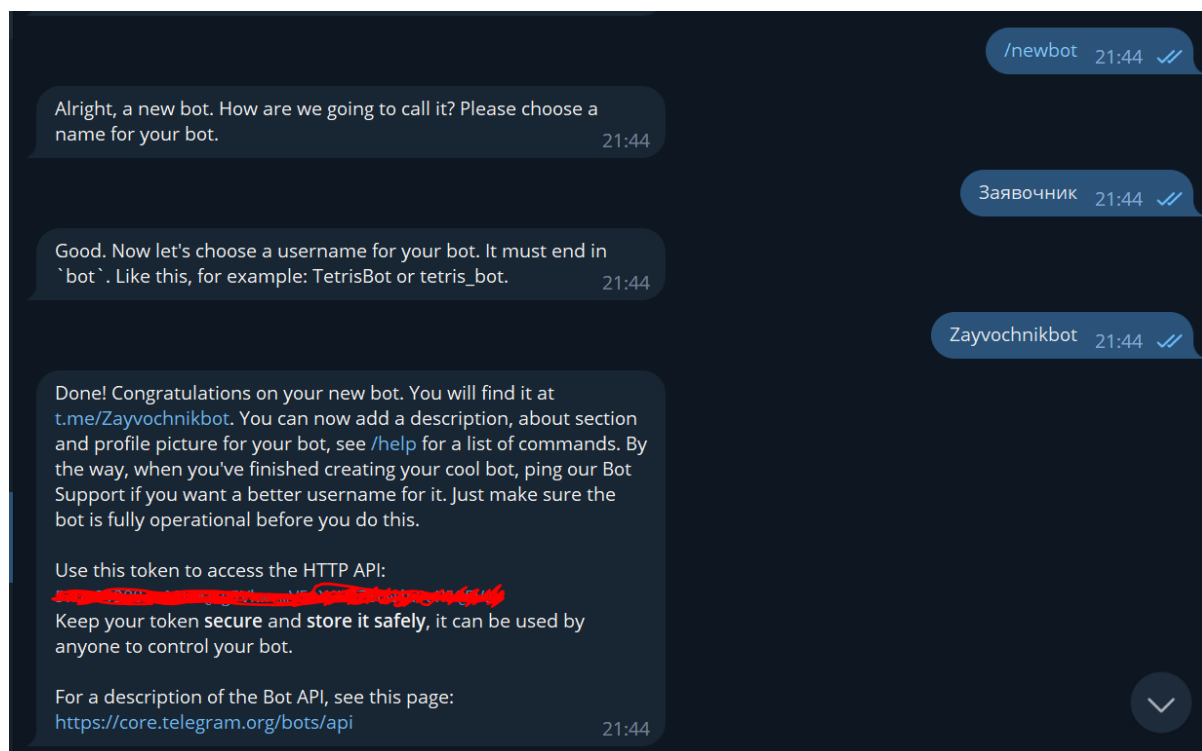 /newbot 21:44
Alright, a new bot. How are we going to call it? Please choose a
name for your bot. 21:44
Заявочник 21:44
Good. Now let's choose a username for your bot. It must end in
`bot`. Like this, for example: TetrisBot or tetris_bot. 21:44
Zayvochnikbot 21:44
Done! Congratulations on your new bot. You will find it at
t.me/Zayvochnikbot. You can now add a description, about section
and profile picture for your bot, see /help for a list of commands. By
the way, when you've finished creating your cool bot, ping our Bot
Support if you want a better username for it. Just make sure the
bot is fully operational before you do this.
Use this token to access the HTTP API:
Keep your token secure and store it safely, it can be used by
anyone to control your bot.
For a description of the Bot API, see this page:
https://core.telegram.org/bots/api 21:44